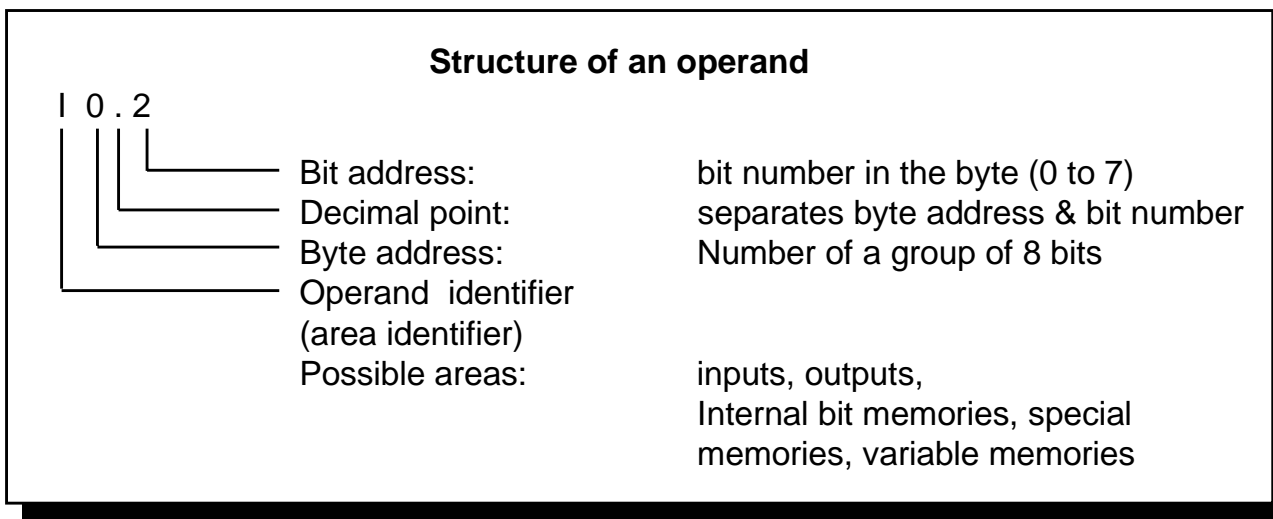 Structure of an operand
I 0 . 2
Bit address: bit number in the byte (0 to 7)
Decimal point: separates byte address & bit number
Byte address: Number of a group of 8 bits
Operand identifier
(area identifier)
Possible areas: inputs, outputs,
Internal bit memories, special
memories, variable memories